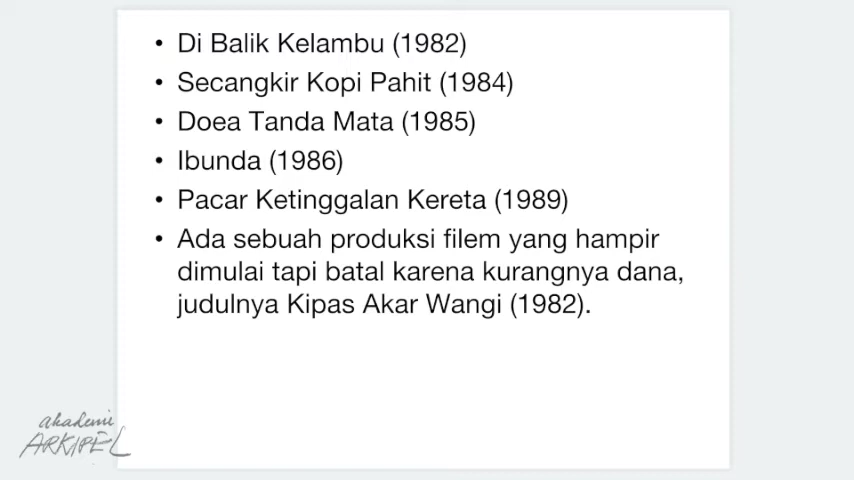 • Di Balik Kelambu (1982)
• Secangkir Kopi Pahit (1984)
• Doea Tanda Mata (1985)
• Ibunda (1986)
• Pacar Ketinggalan Kereta (1989)
• Ada sebuah produksi filem yang hampir
dimulai tapi batal karena kurangnya dana,
judulnya Kipas Akar Wangi (1982).
akademi
ARKIPEL